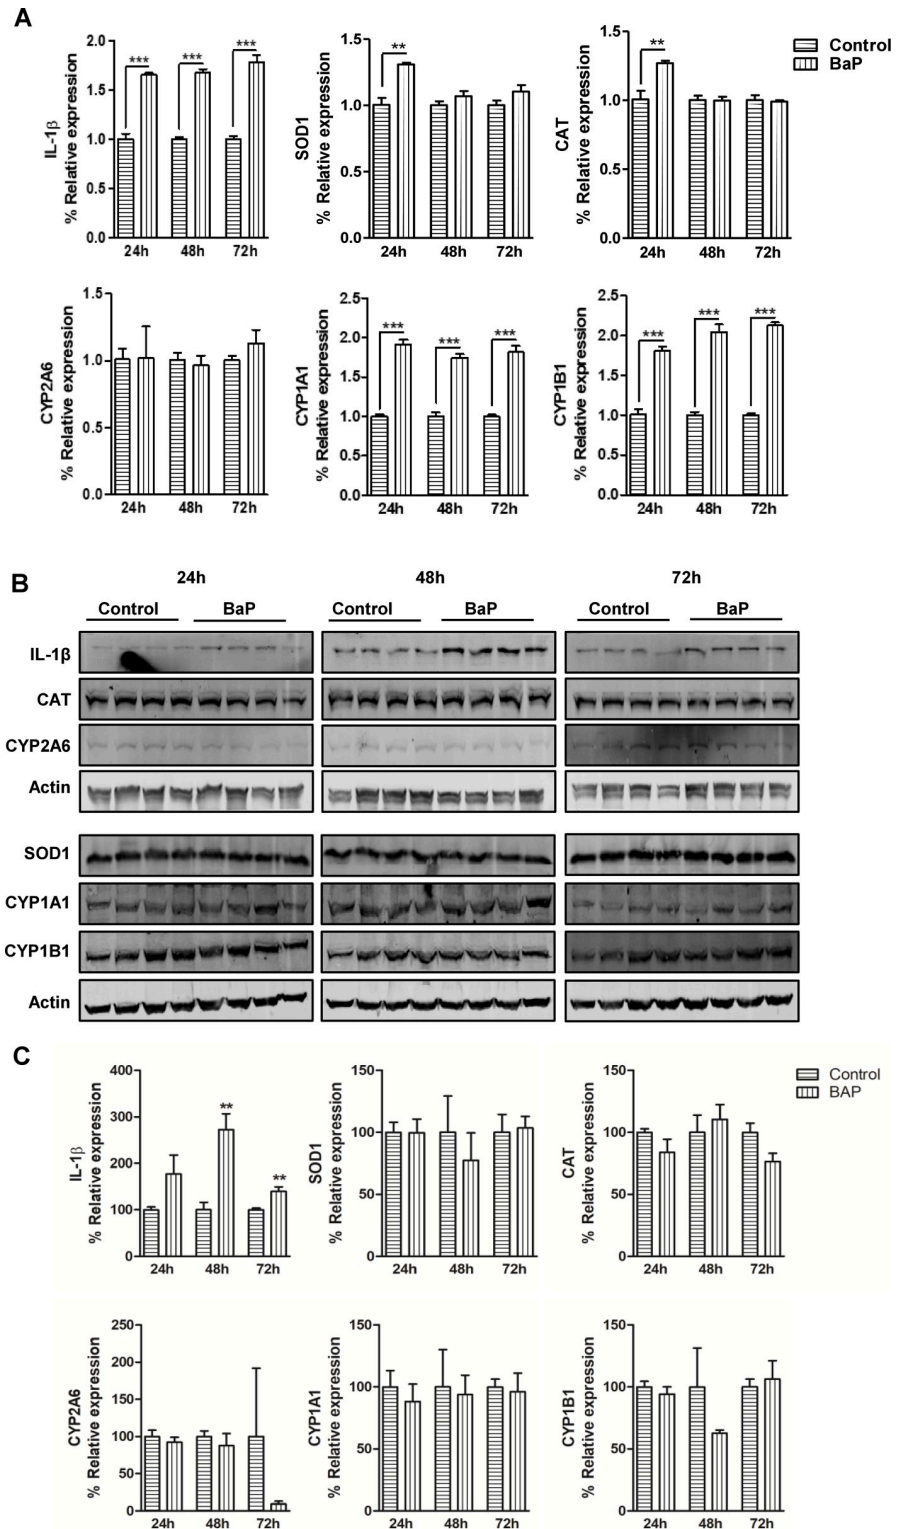 A
IL-1β
% Relative expression
2.0
1.5
1.0
0.5
0.0
***
***
***
24h 48h 72h
SOD1
% Relative expression
1.5
1.0
0.5
0.0
**
24h 48h 72h
CAT
% Relative expression
1.5
1.0
0.5
0.0
**
24h 48h 72h
Control
BaP
CYP2A6
% Relative expression
1.5
1.0
0.5
0.0
24h 48h 72h
CYP1A1
% Relative expression
2.5
2.0
1.5
1.0
0.5
0.0
***
***
***
24h 48h 72h
CYP1B1
% Relative expression
2.5
2.0
1.5
1.0
0.5
0.0
***
***
***
24h 48h 72h
B
24h 48h 72h
Control BaP Control BaP Control BaP
IL-1β
CAT
CYP2A6
Actin
SOD1
CYP1A1
CYP1B1
Actin
C
IL-1β
% Relative expression
400
300
200
100
0
**
**
24h 48h 72h
SOD1
% Relative expression
150
100
50
0
24h 48h 72h
CAT
% Relative expression
150
100
50
0
24h 48h 72h
Control
BAP
CYP2A6
% Relative expression
250
200
150
100
50
0
24h 48h 72h
CYP1A1
% Relative expression
150
100
50
0
24h 48h 72h
CYP1B1
% Relative expression
150
100
50
0
24h 48h 72h